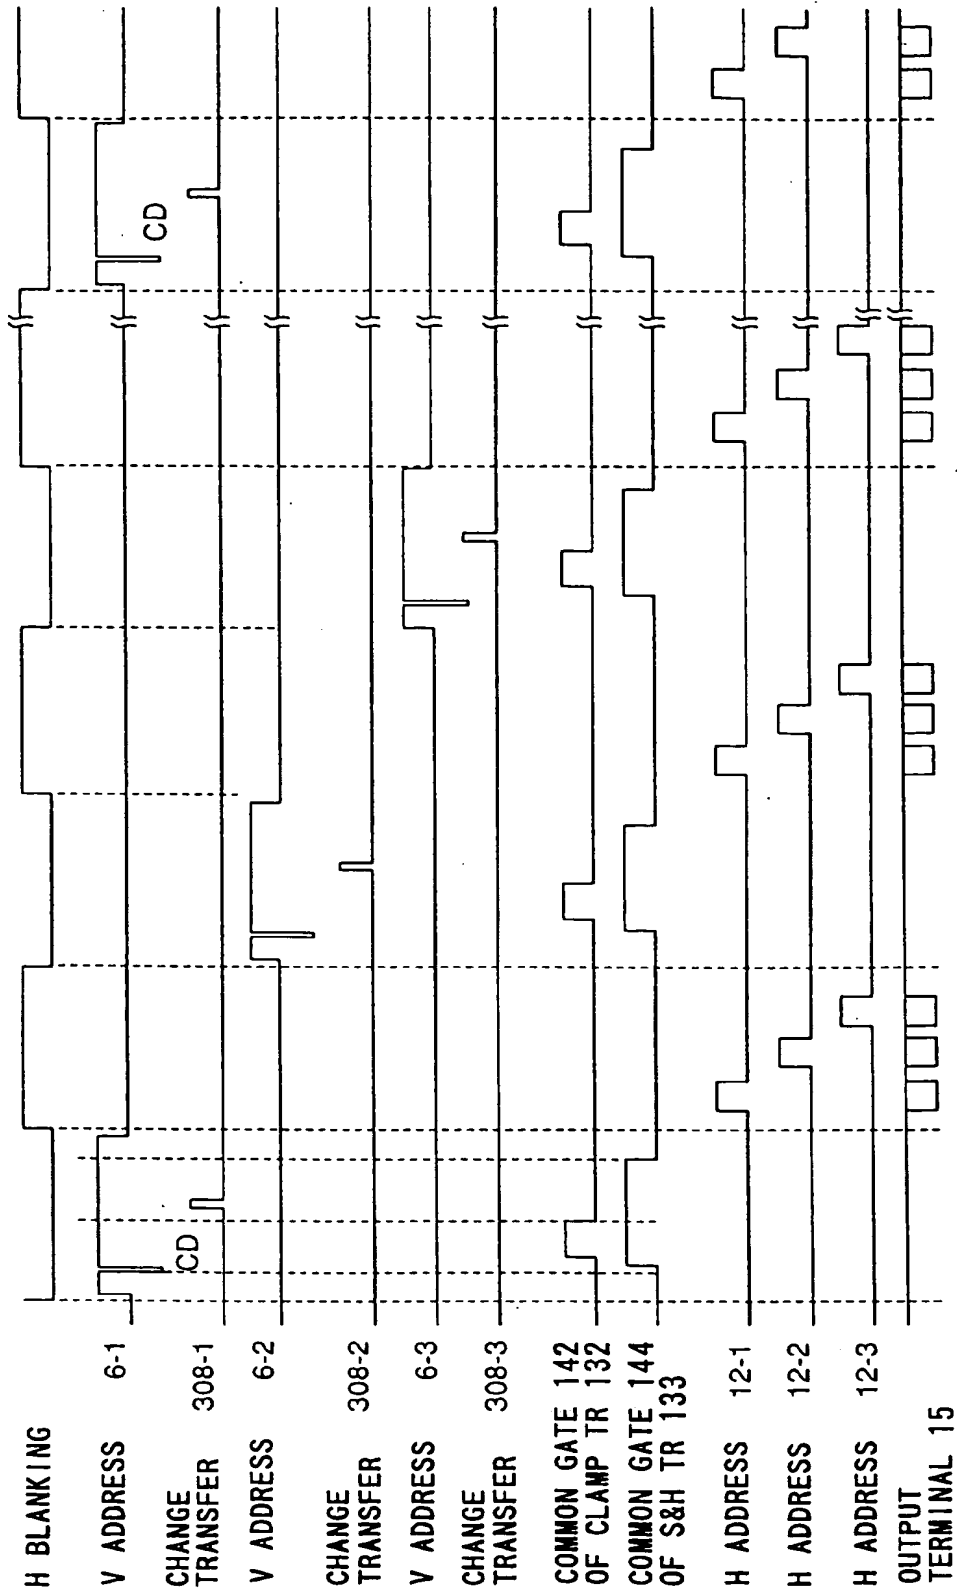 H BLANKING
V ADDRESS 6-1
CHANGE
TRANSFER 308-1
V ADDRESS 6-2
CHANGE
TRANSFER 308-2
V ADDRESS 6-3
CHANGE
TRANSFER 308-3
COMMON GATE 142
OF CLAMP TR 132
COMMON GATE 144
OF S&H TR 133
H ADDRESS 12-1
H ADDRESS 12-2
H ADDRESS 12-3
OUTPUT
TERMINAL 15
CD
CD